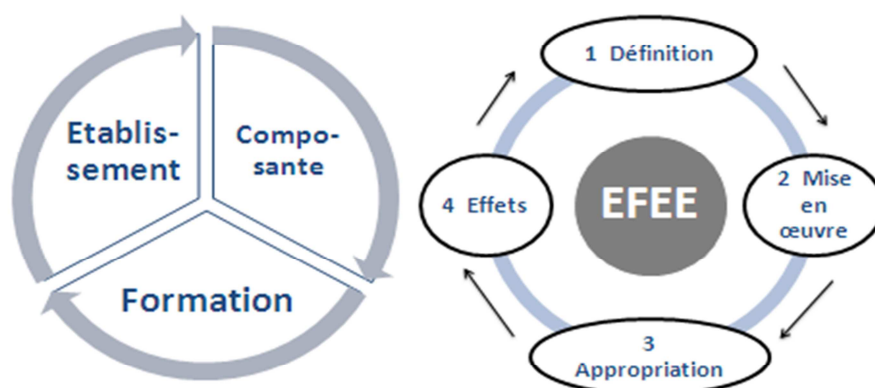 Etablis-
sement
Compo-
sante
Formation
1 Définition
2 Mise
en
œuvre
3
Appropriation
4 Effets
EFEE